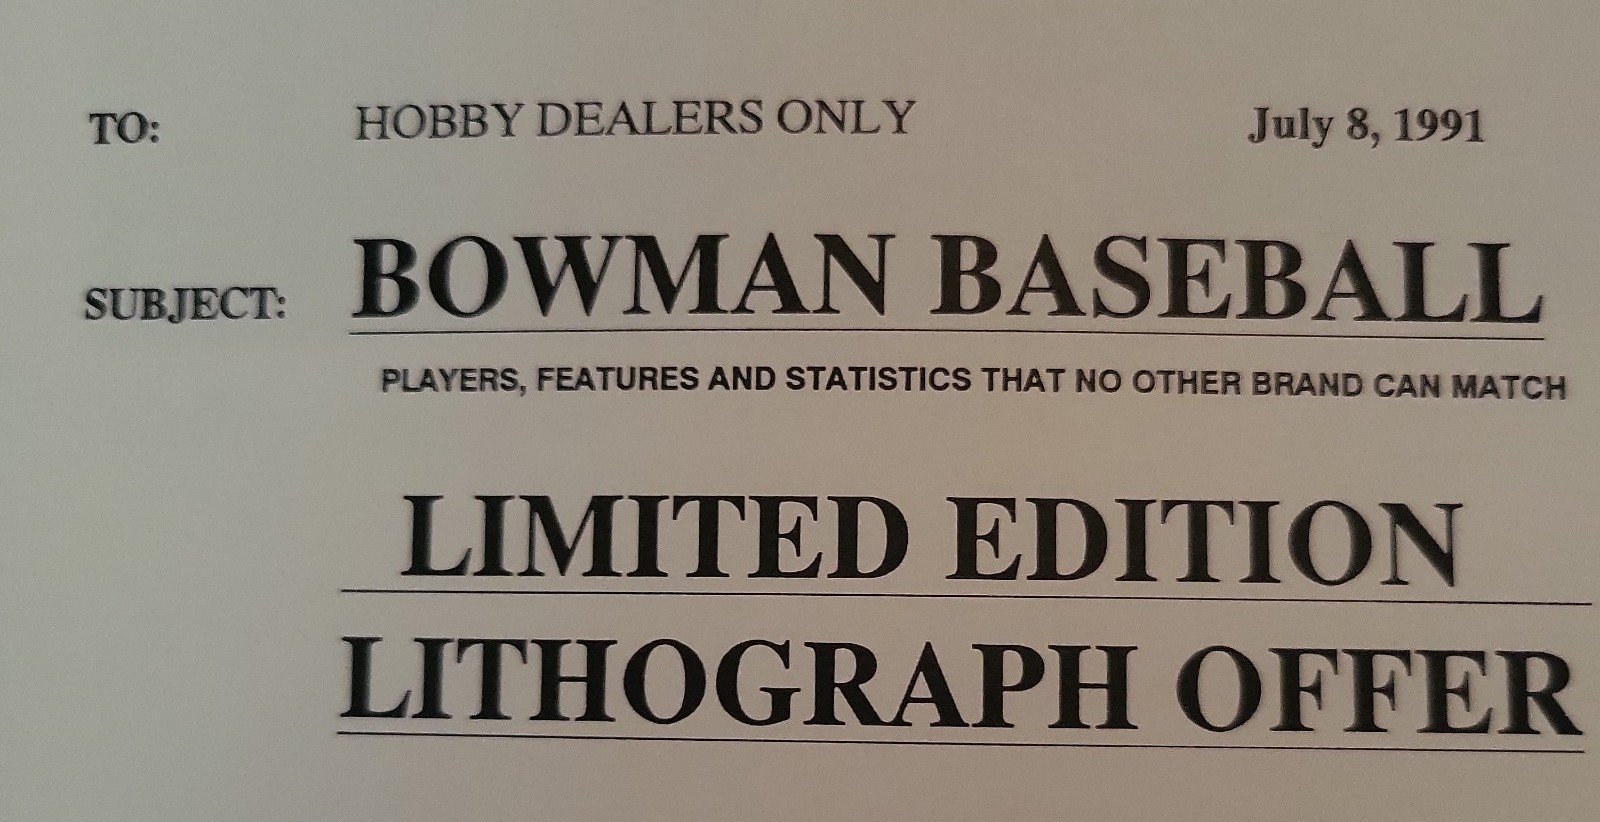 TO: HOBBY DEALERS ONLY July 8, 1991
SUBJECT: BOWMAN BASEBALL
PLAYERS, FEATURES AND STATISTICS THAT NO OTHER BRAND CAN MATCH
LIMITED EDITION
LITHOGRAPH OFFER